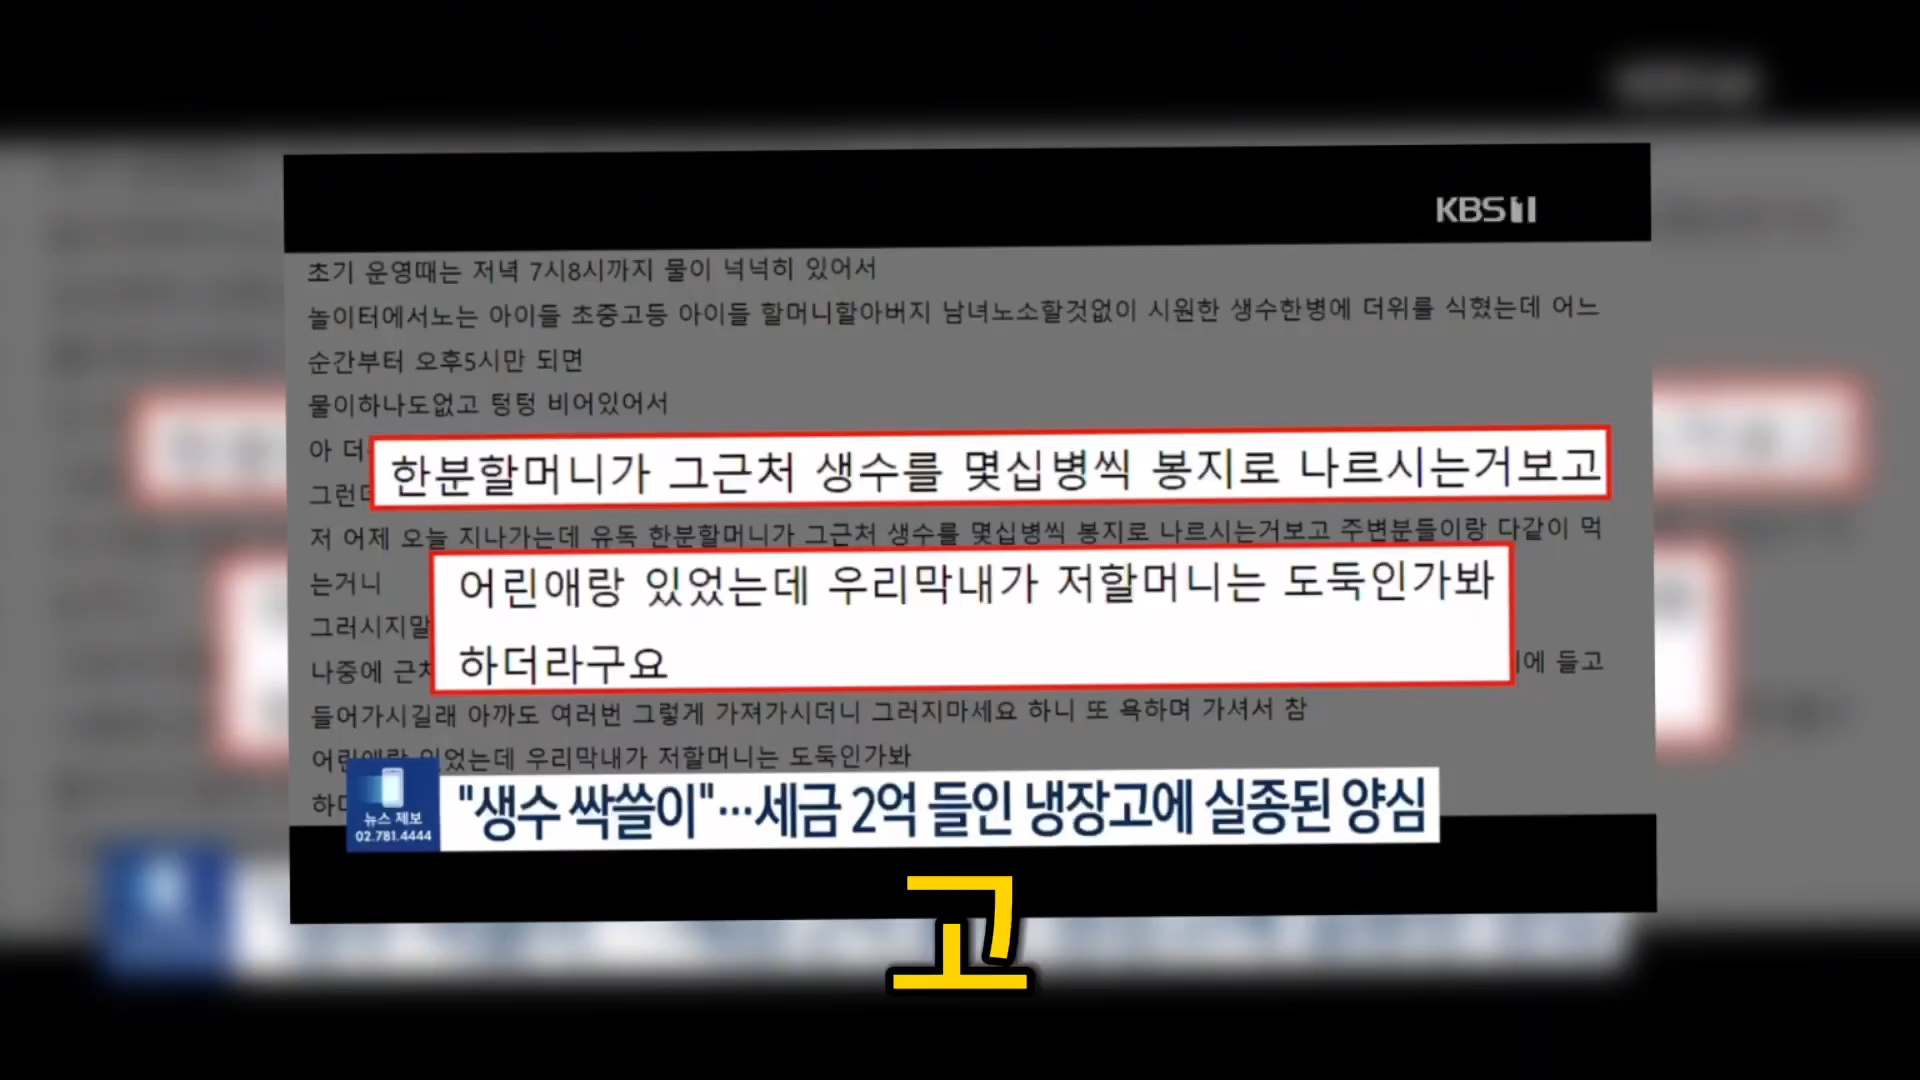 KBS 1
초기 운영때는 저녁 7시8시까지 물이 넉넉히 있어서
놀이터에서노는 아이들 초중고등 아이들 할머니할아버지 남녀노소할것없이 시원한 생수한병에 더위를 식혔는데 어느
순간부터 오후5시만 되면
물이하나도없고 텅텅 비어있어서
아 더
한분할머니가 그근처 생수를 몇십병씩 봉지로 나르시는거보고
그런데
저 어제 오늘 지나가는데 유독 한분할머니가 그근처 생수를 몇십병씩 봉지로 나르시는거보고 주변분들이랑 다같이 먹
는거니
어린애랑 있었는데 우리막내가 저할머니는 도둑인가봐
그러시지말
하더라구요
나중에 근처 에 들고
들어가시길래 아까도 여러번 그렇게 가져가시더니 그러지마세요 하니 또 욕하며 가셔서 참
어린애랑 있었는데 우리막내가 저할머니는 도둑인가봐
하더
뉴스 제보
02.781.4444
"생수 싹쓸이"…세금 2억 들인 냉장고에 실종된 양심
고